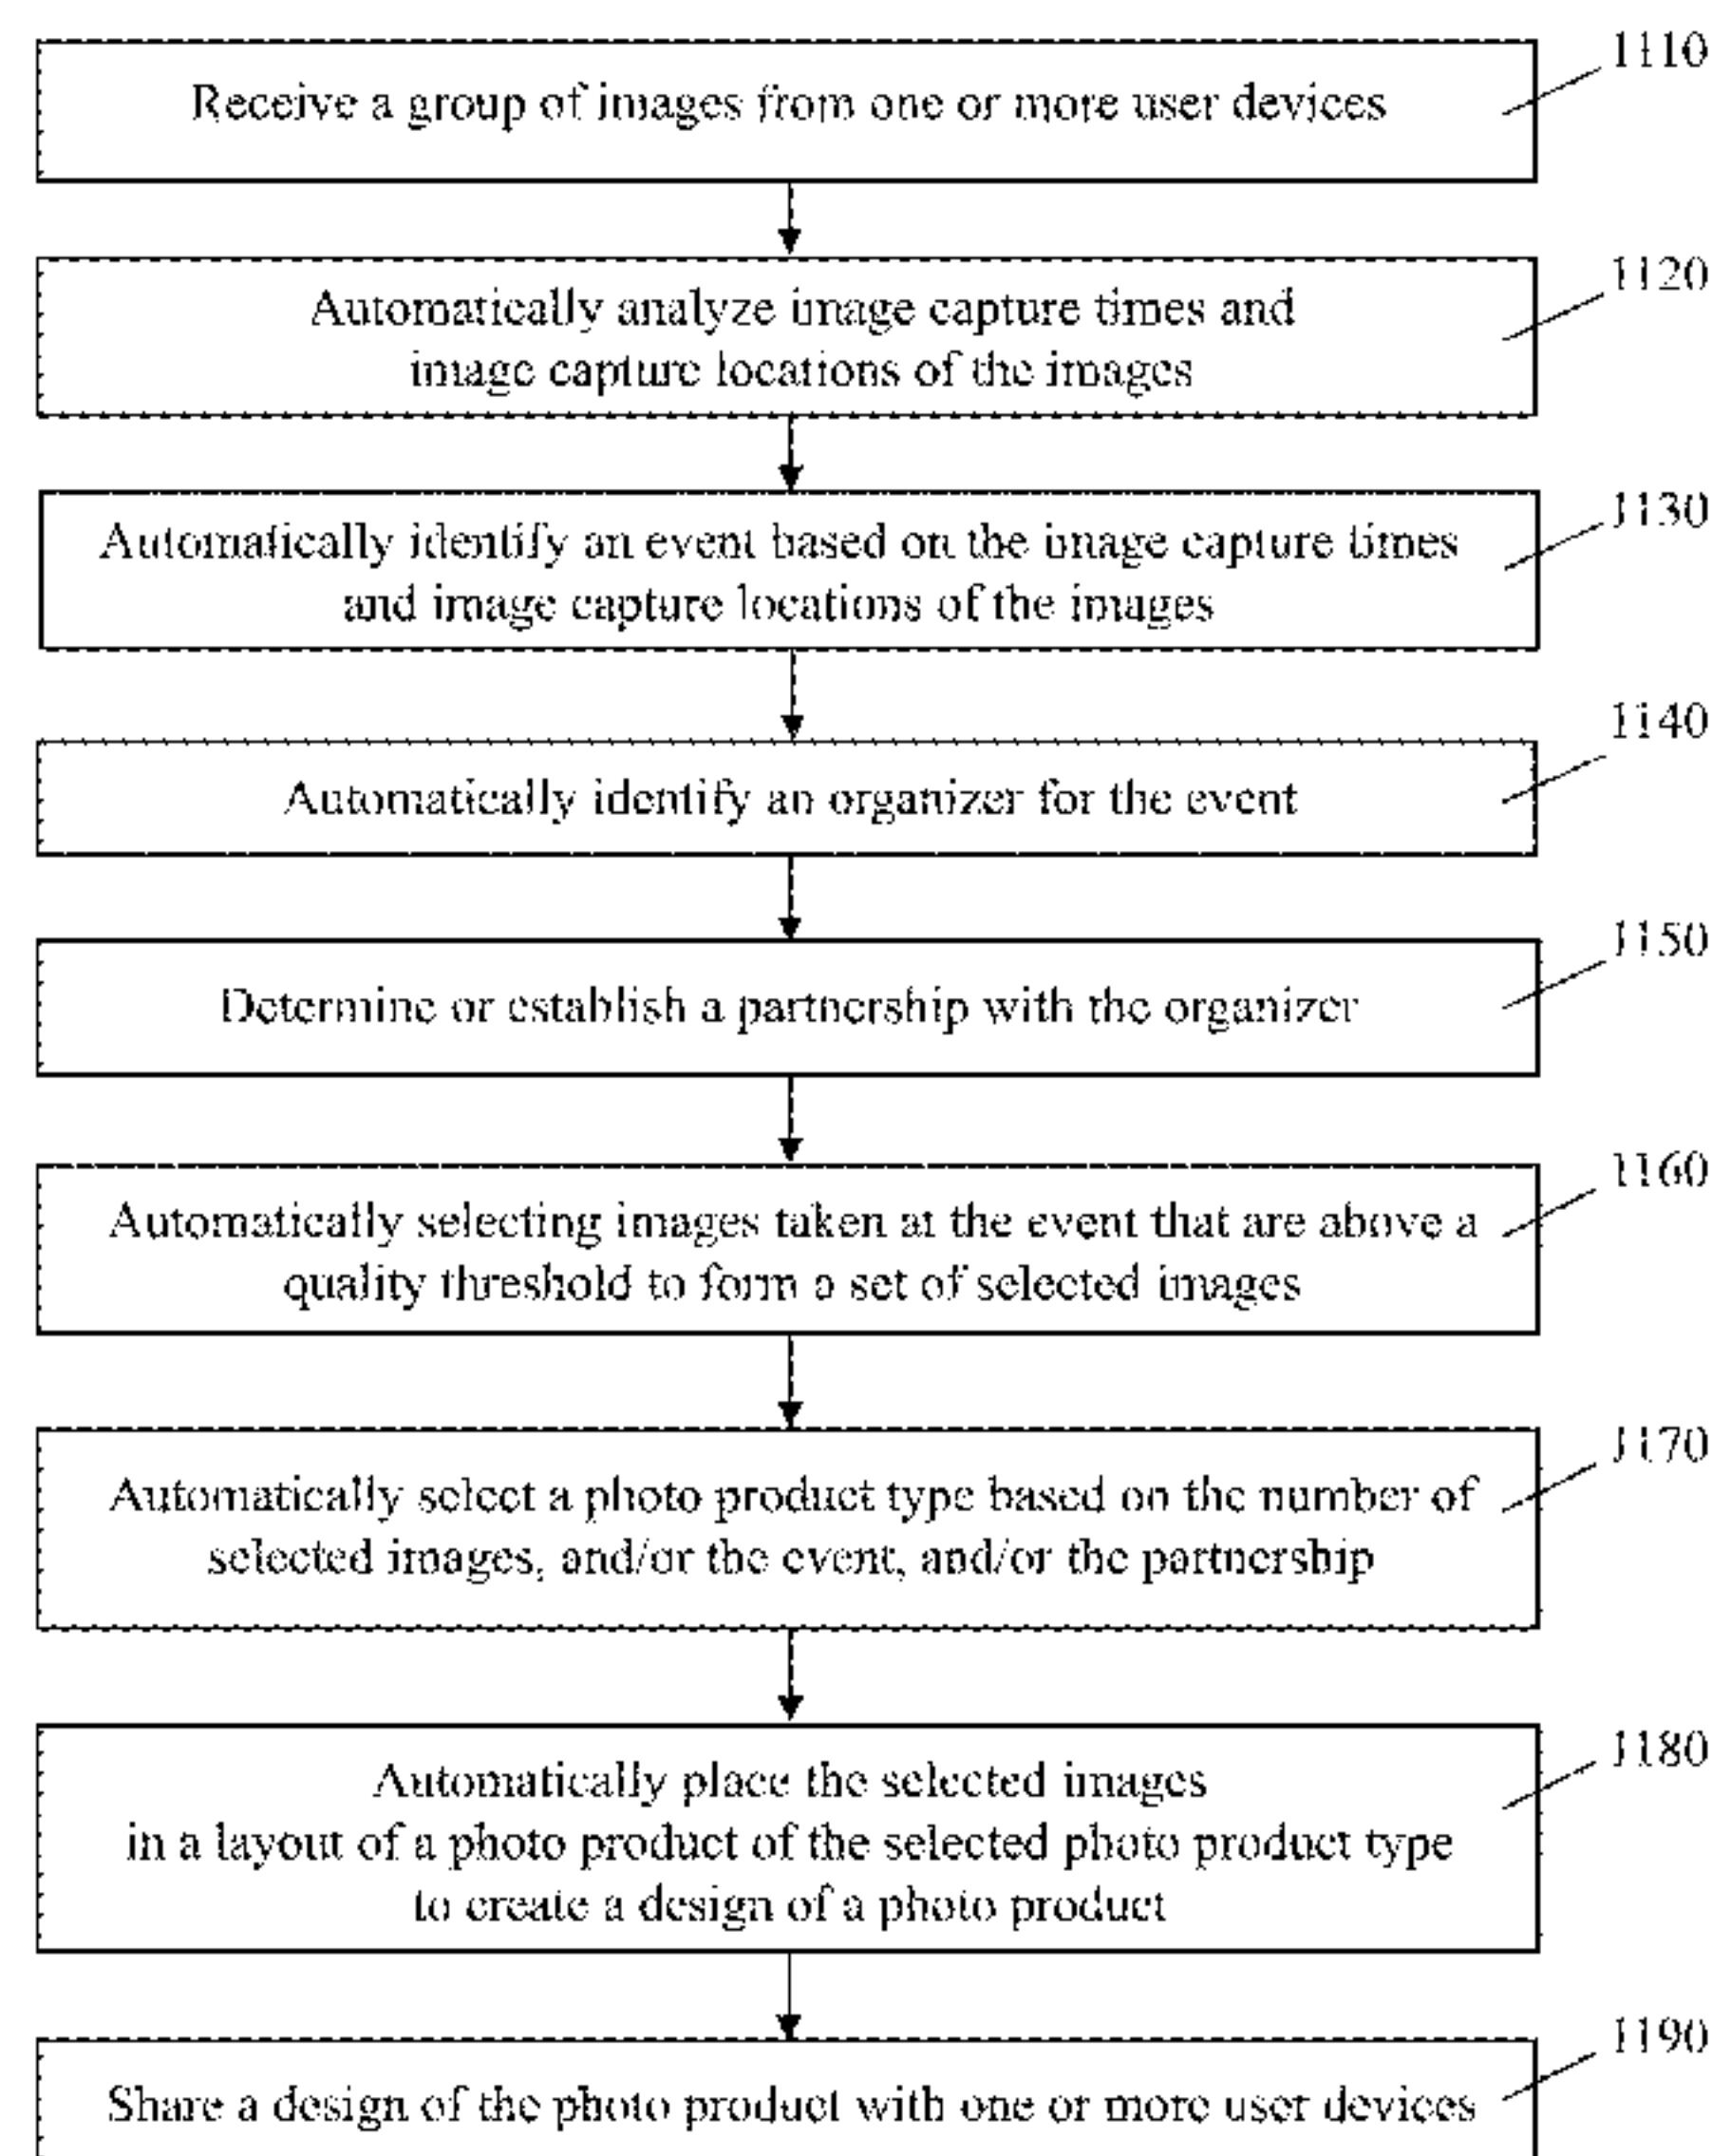 1110
Receive a group of images from one or more user devices
1120
Automatically analyze image capture times and
image capture locations of the images
1130
Automatically identify an event based on the image capture times
and image capture locations of the images
1140
Automatically identify an organizer for the event
1150
Determine or establish a partnership with the organizer
1160
Automatically selecting images taken at the event that are above a
quality threshold to form a set of selected images
1170
Automatically select a photo product type based on the number of
selected images, and/or the event, and/or the partnership
1180
Automatically place the selected images
in a layout of a photo product of the selected photo product type
to create a design of a photo product
1190
Share a design of the photo product with one or more user devices